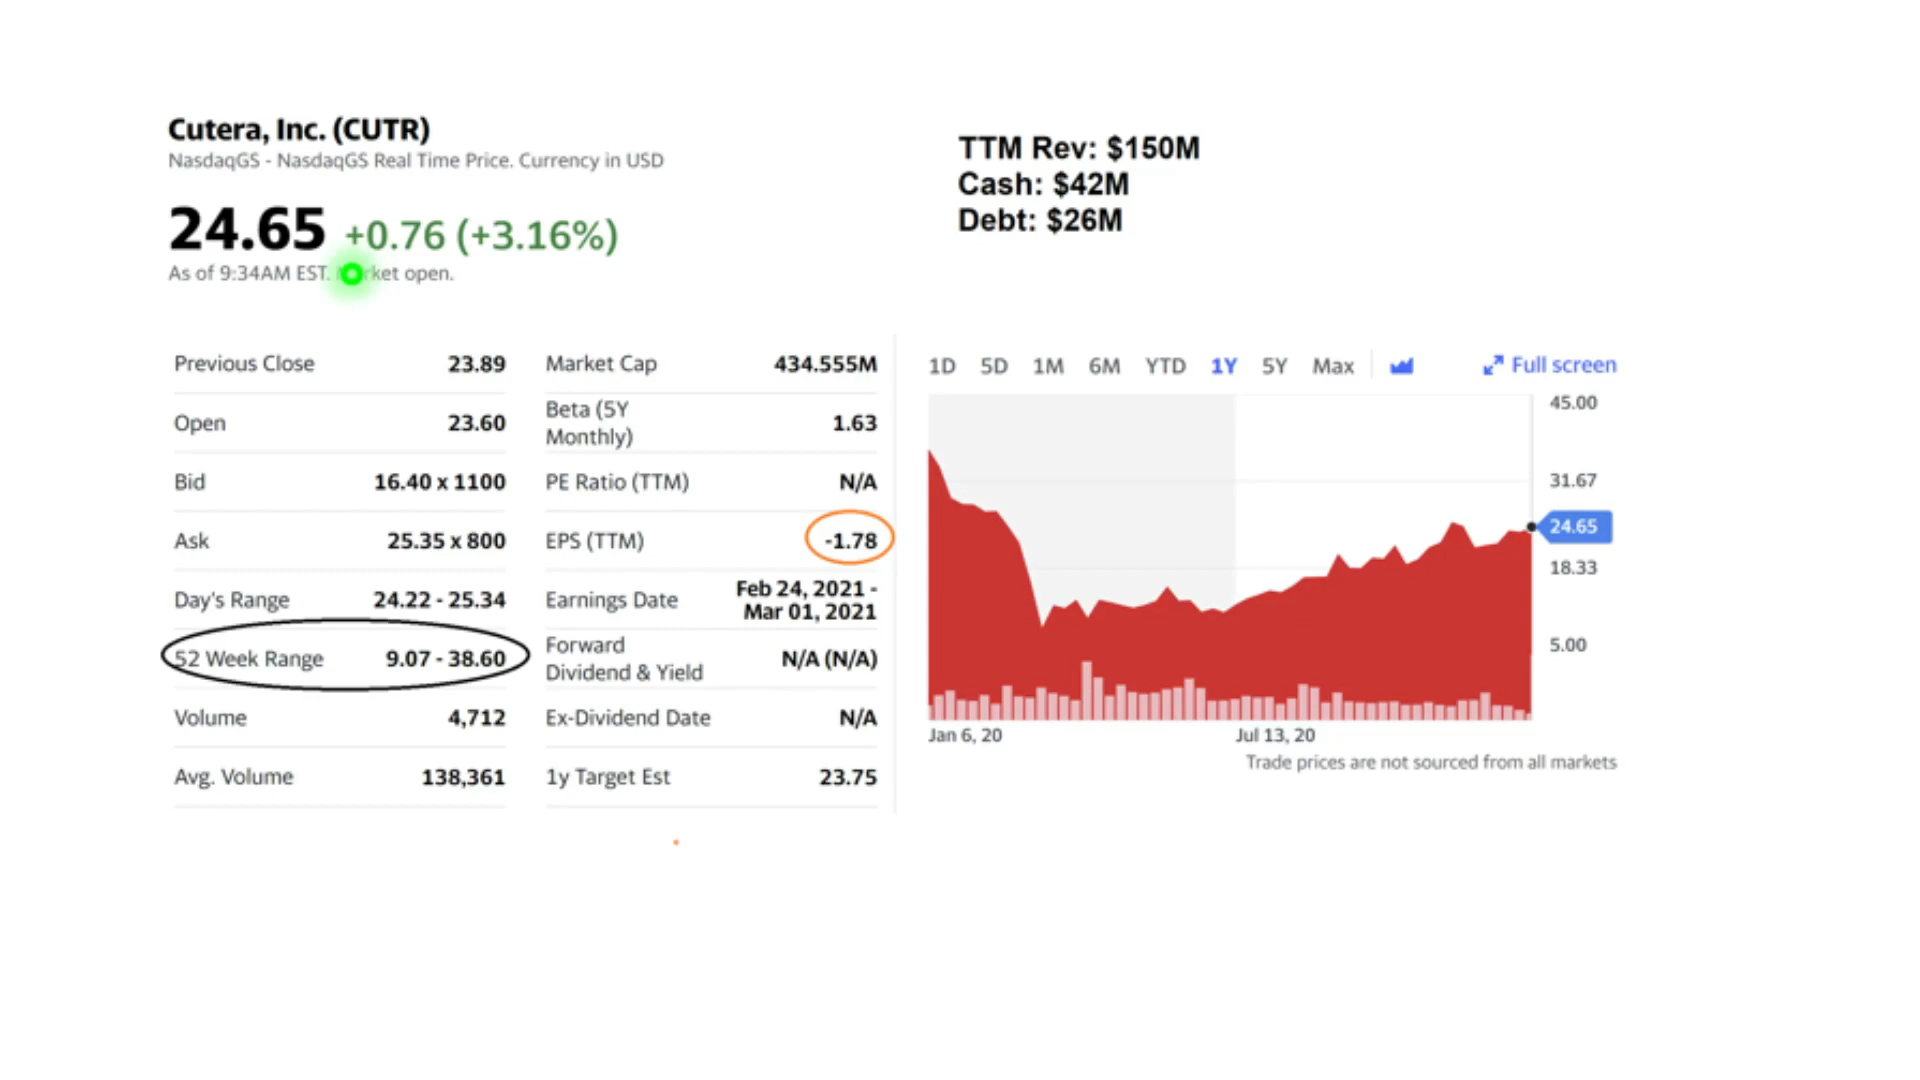 Cutera, Inc. (CUTR)
NasdaqGS - NasdaqGS Real Time Price. Currency in USD
24.65 +0.76 (+3.16%)
As of 9:34AM EST. rket open.
TTM Rev: $150M
Cash: $42M
Debt: $26M
Previous Close 23.89
Open 23.60
Bid 16.40 x 1100
Ask 25.35 x 800
Day's Range 24.22 - 25.34
52 Week Range 9.07 - 38.60
Volume 4,712
Avg. Volume 138,361
Market Cap 434.555M
Beta (5Y
Monthly) 1.63
PE Ratio (TTM) N/A
EPS (TTM) -1.78
Earnings Date Feb 24, 2021 -
Mar 01, 2021
Forward
Dividend & Yield N/A (N/A)
Ex-Dividend Date N/A
1y Target Est 23.75
1D 5D 1M 6M YTD 1Y 5Y Max Full screen
45.00
31.67
24.65
18.33
5.00
Jan 6, 20 Jul 13, 20
Trade prices are not sourced from all markets